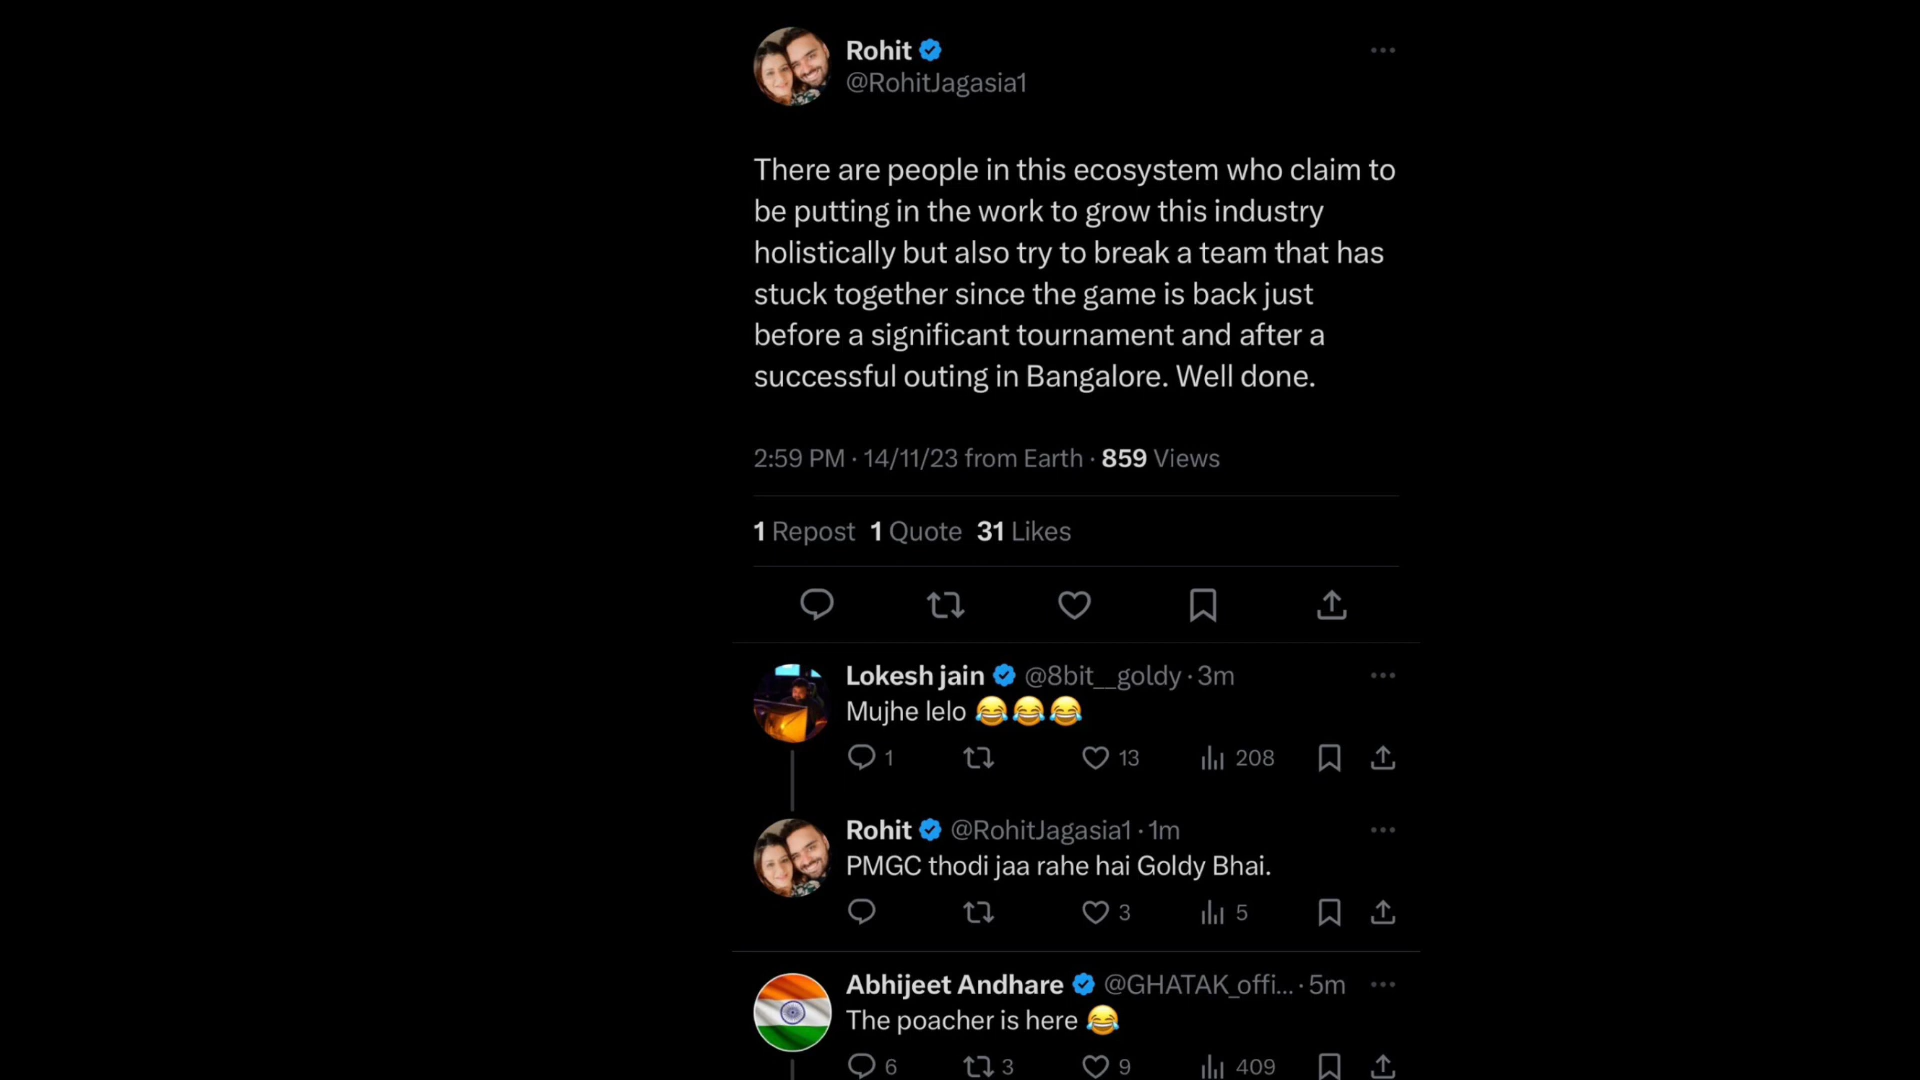 Rohit
@RohitJagasia1
There are people in this ecosystem who claim to
be putting in the work to grow this industry
holistically but also try to break a team that has
stuck together since the game is back just
before a significant tournament and after a
successful outing in Bangalore. Well done.
2:59 PM · 14/11/23 from Earth · 859 Views
1 Repost 1 Quote 31 Likes
Lokesh jain @8bit__goldy · 3m
Mujhe lelo 😂😂😂
1 13 208
Rohit @RohitJagasia1 · 1m
PMGC thodi jaa rahe hai Goldy Bhai.
3 5
Abhijeet Andhare @GHATAK_offi... · 5m
The poacher is here 😂
6 3 9 409